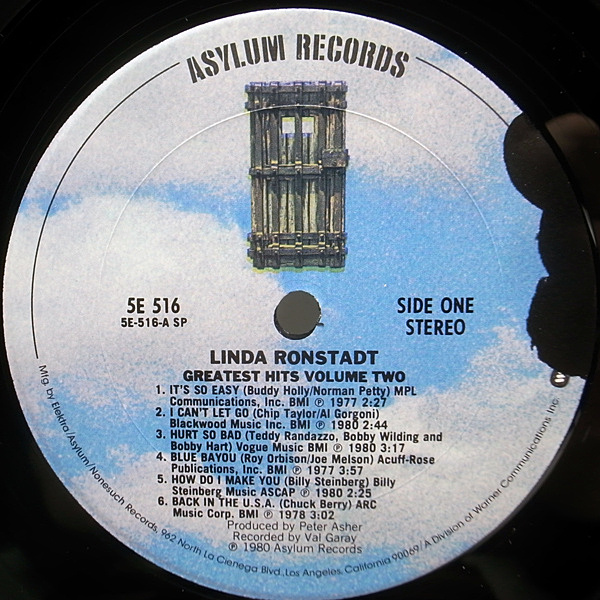 ASYLUM RECORDS
5E 516
5E-516-A SP
SIDE ONE
STEREO
LINDA RONSTADT
GREATEST HITS VOLUME TWO
1. IT'S SO EASY (Buddy Holly/Norman Petty) MPL
Communications, Inc. BMI ℗ 1977 2:27
2. I CAN'T LET GO (Chip Taylor/Al Gorgoni)
Blackwood Music Inc. BMI ℗ 1980 2:44
3. HURT SO BAD (Teddy Randazzo, Bobby Wilding and
Bobby Hart) Vogue Music BMI ℗ 1980 3:17
4. BLUE BAYOU (Roy Orbison/Joe Melson) Acuff-Rose
Publications, Inc. BMI ℗ 1977 3:57
5. HOW DO I MAKE YOU (Billy Steinberg) Billy
Steinberg Music ASCAP ℗ 1980 2:25
6. BACK IN THE U.S.A. (Chuck Berry) ARC
Music Corp. BMI ℗ 1978 3:02
Produced by Peter Asher
Recorded by Val Garay
℗ 1980 Asylum Records
Mfg. by Elektra/Asylum/Nonesuch Records, 962 North La Cienega Blvd., Los Angeles, California 90069/A Division of Warner Communications Inc.